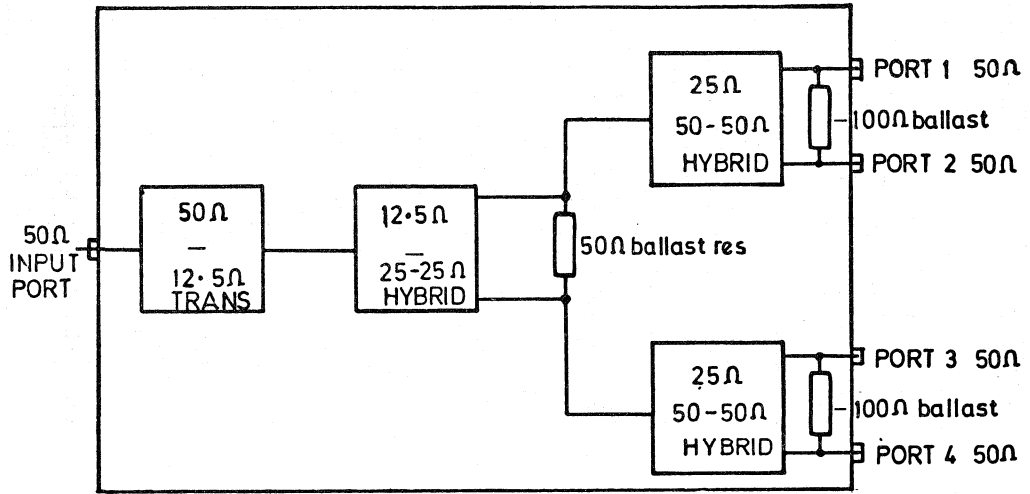 50Ω
INPUT
PORT
50Ω
—
12·5Ω
TRANS
12·5Ω
—
25-25Ω
HYBRID
50Ω ballast res
25Ω
50-50Ω
HYBRID
PORT 1 50Ω
100Ω ballast
PORT 2 50Ω
25Ω
50-50Ω
HYBRID
PORT 3 50Ω
100Ω ballast
PORT 4 50Ω